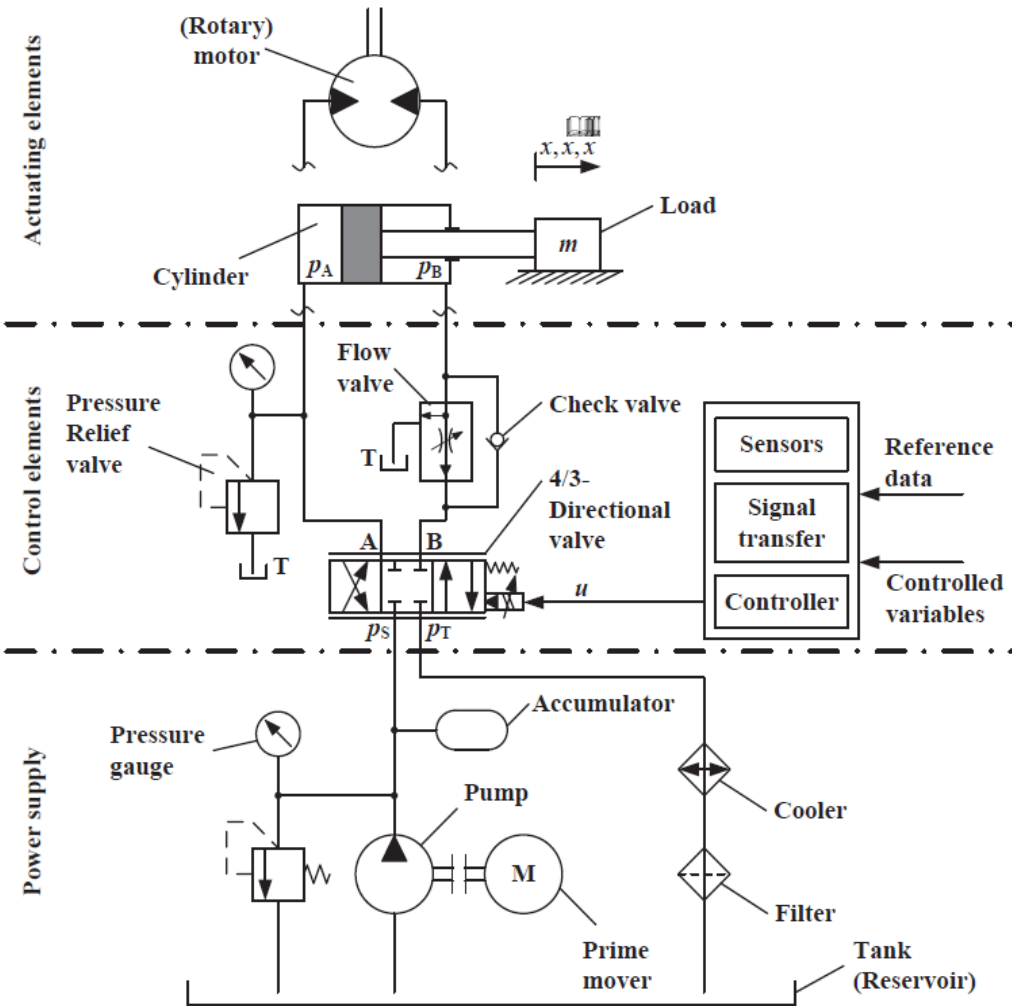 Actuating elements
(Rotary)
motor
x, x, x
Load
m
Cylinder
pA
pB
Control elements
Flow
valve
Pressure
Relief
valve
Check valve
T
4/3-
Directional
valve
Sensors
Signal
transfer
Controller
Reference
data
Controlled
variables
T
A
B
u
pS
pT
Power supply
Accumulator
Pressure
gauge
Pump
Cooler
M
Filter
Prime
mover
Tank
(Reservoir)